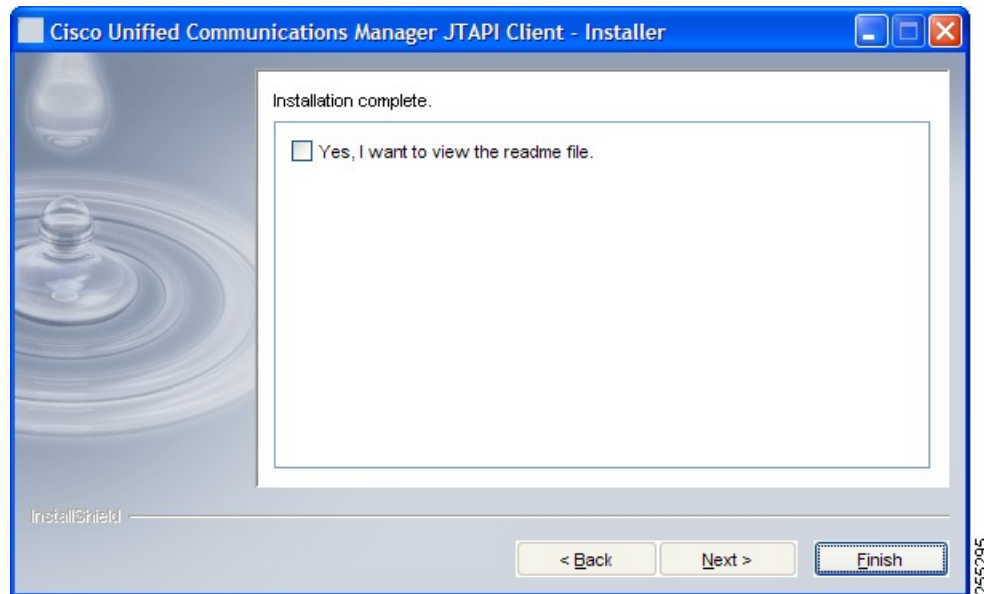 Cisco Unified Communications Manager JTAPI Client - Installer
Installation complete.
Yes, I want to view the readme file.
InstallShield
< Back
Next >
Finish
255295